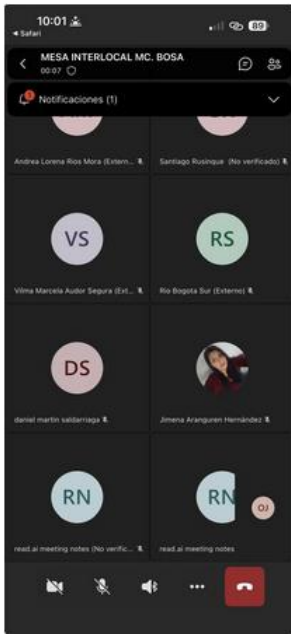 10:01
89
Safari
MESA INTERLOCAL MC. BOSA
00:07
1
Notificaciones (1)
Andrea Lorena Rios Mora (Extern...
Santiago Rusinque (No verificado)
VS
RS
Vilma Marcela Audor Segura (Ext...
Rio Bogota Sur (Externo)
DS
daniel martin saldarriaga
Jimena Aranguren Hernández
RN
RN
OJ
read.ai meeting notes (No verific...
read.ai meeting notes